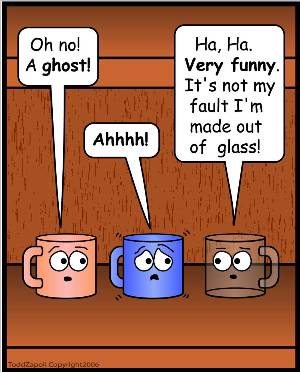 Oh no!
A ghost!
Ahhhh!
Ha, Ha.
Very funny.
It's not my
fault I'm
made out
of glass!
ToddZapoli Copyright2006